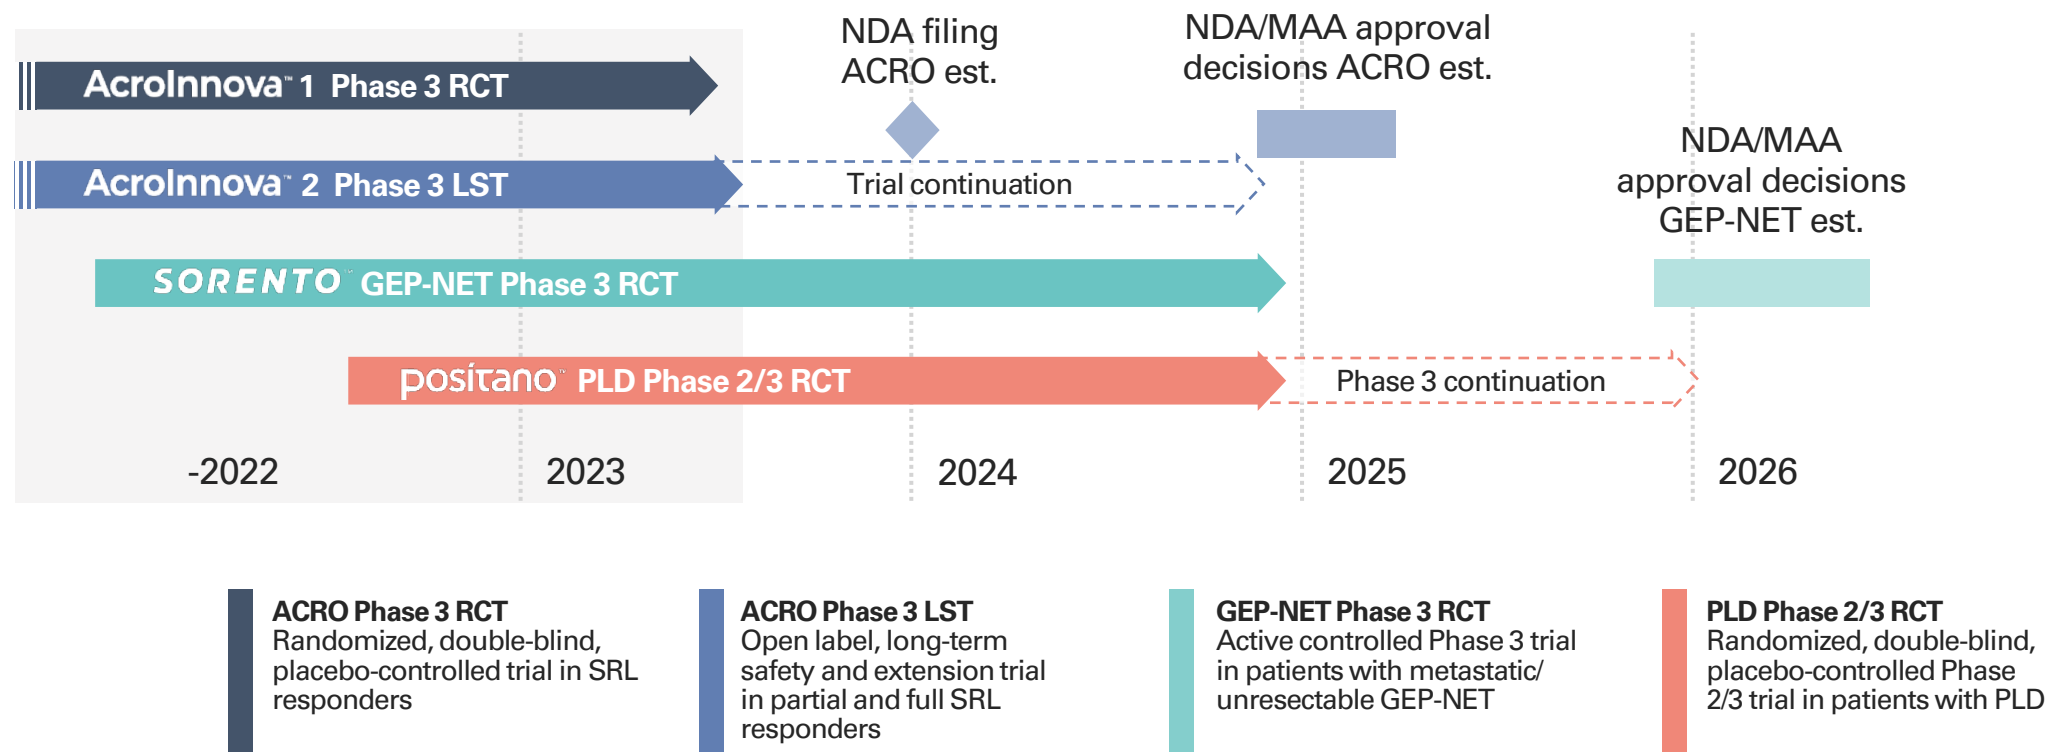 NDA filing
ACRO est.
NDA/MAA approval
decisions ACRO est.
NDA/MAA
approval decisions
GEP-NET est.
AcroInnova™ 1 Phase 3 RCT
AcroInnova™ 2 Phase 3 LST
Trial continuation
SORENTO™ GEP-NET Phase 3 RCT
positano™ PLD Phase 2/3 RCT
Phase 3 continuation
-2022
2023
2024
2025
2026
ACRO Phase 3 RCT
Randomized, double-blind,
placebo-controlled trial in SRL
responders
ACRO Phase 3 LST
Open label, long-term
safety and extension trial
in partial and full SRL
responders
GEP-NET Phase 3 RCT
Active controlled Phase 3 trial
in patients with metastatic/
unresectable GEP-NET
PLD Phase 2/3 RCT
Randomized, double-blind,
placebo-controlled Phase
2/3 trial in patients with PLD